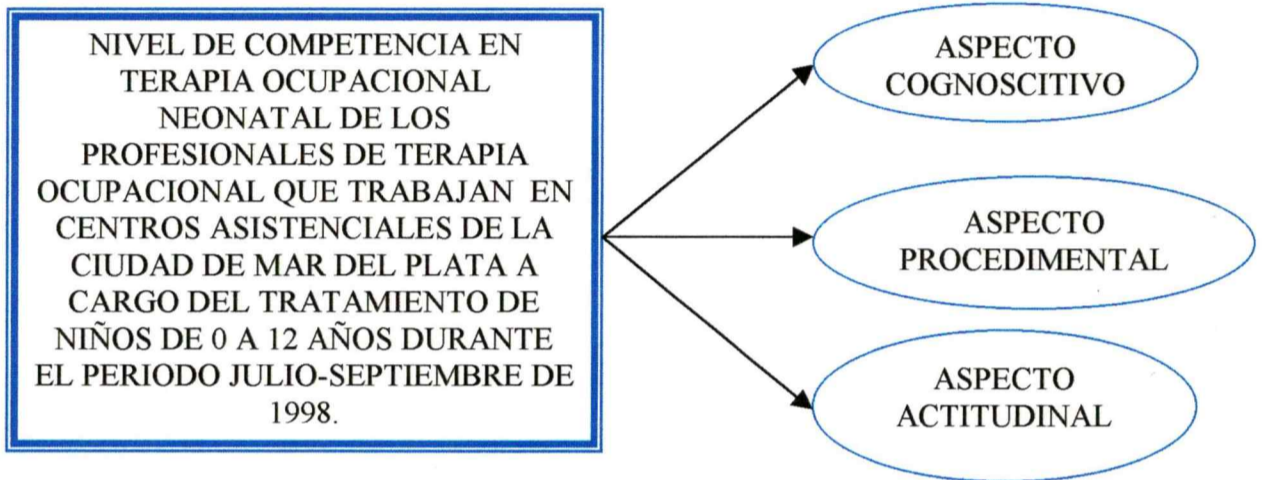 NIVEL DE COMPETENCIA EN
TERAPIA OCUPACIONAL
NEONATAL DE LOS
PROFESIONALES DE TERAPIA
OCUPACIONAL QUE TRABAJAN EN
CENTROS ASISTENCIALES DE LA
CIUDAD DE MAR DEL PLATA A
CARGO DEL TRATAMIENTO DE
NIÑOS DE 0 A 12 AÑOS DURANTE
EL PERIODO JULIO-SEPTIEMBRE DE
1998.
ASPECTO
COGNOSCITIVO
ASPECTO
PROCEDIMENTAL
ASPECTO
ACTITUDINAL